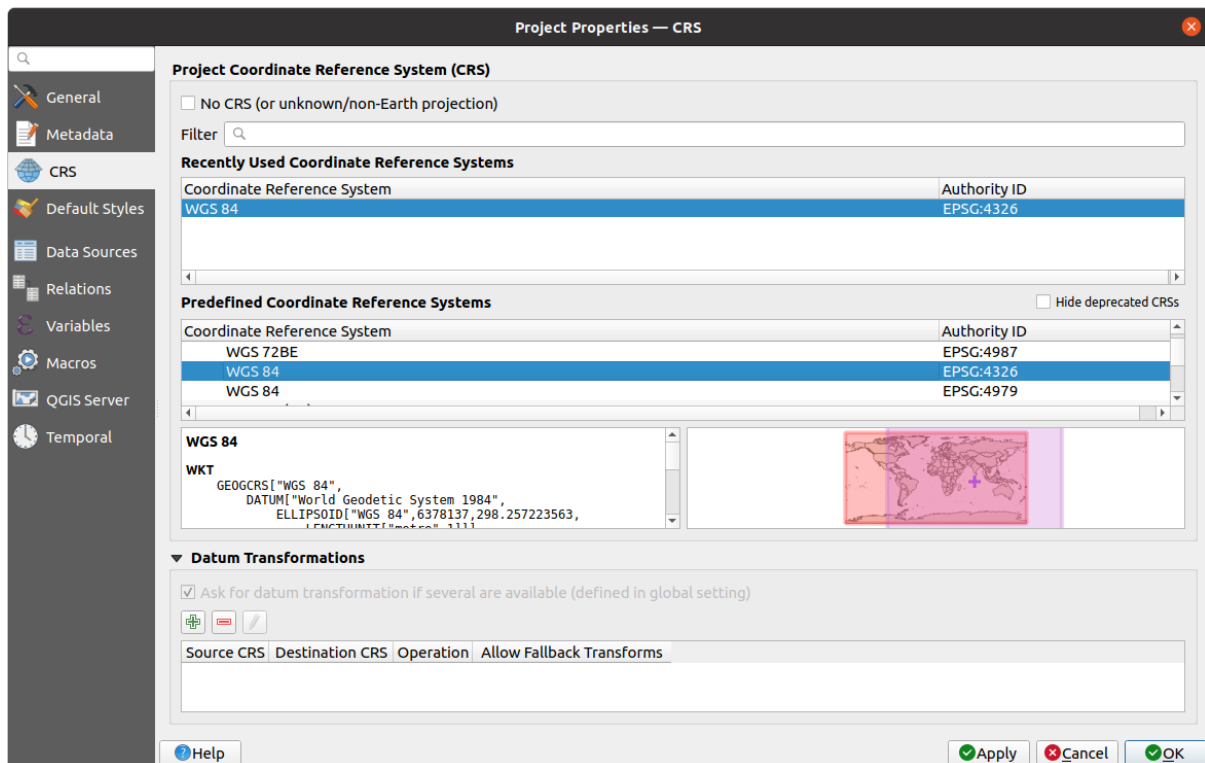 Project Properties — CRS
General
Metadata
CRS
Default Styles
Data Sources
Relations
Variables
Macros
QGIS Server
Temporal
Project Coordinate Reference System (CRS)
No CRS (or unknown/non-Earth projection)
Filter
Recently Used Coordinate Reference Systems
Coordinate Reference System Authority ID
WGS 84 EPSG:4326
Predefined Coordinate Reference Systems Hide deprecated CRSs
Coordinate Reference System Authority ID
WGS 72BE EPSG:4987
WGS 84 EPSG:4326
WGS 84 EPSG:4979
WGS 84
WKT
GEOGCRS["WGS 84",
DATUM["World Geodetic System 1984",
ELLIPSOID["WGS 84",6378137,298.257223563,
LENGTHUNIT["metre",1]]],
Datum Transformations
Ask for datum transformation if several are available (defined in global setting)
Source CRS Destination CRS Operation Allow Fallback Transforms
Help Apply Cancel OK